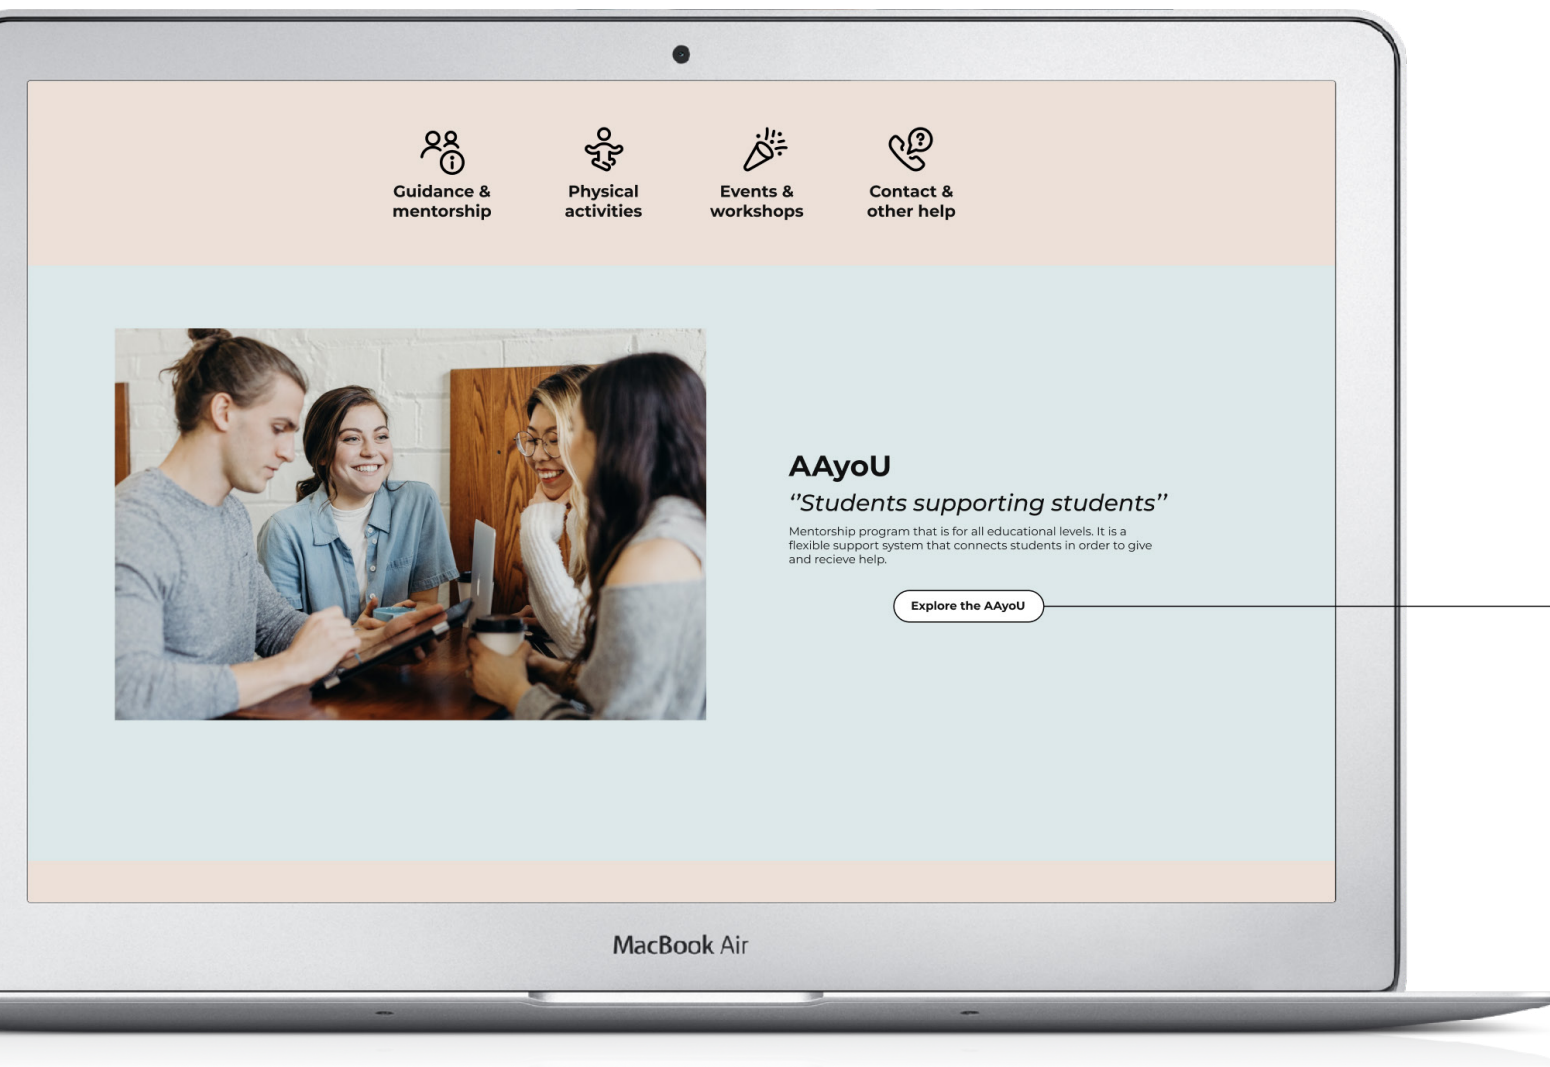 Guidance &
mentorship
Physical
activities
Events &
workshops
Contact &
other help
AAyoU
‘’Students supporting students’’
Mentorship program that is for all educational levels. It is a
flexible support system that connects students in order to give
and recieve help.
Explore the AAyoU
MacBook Air